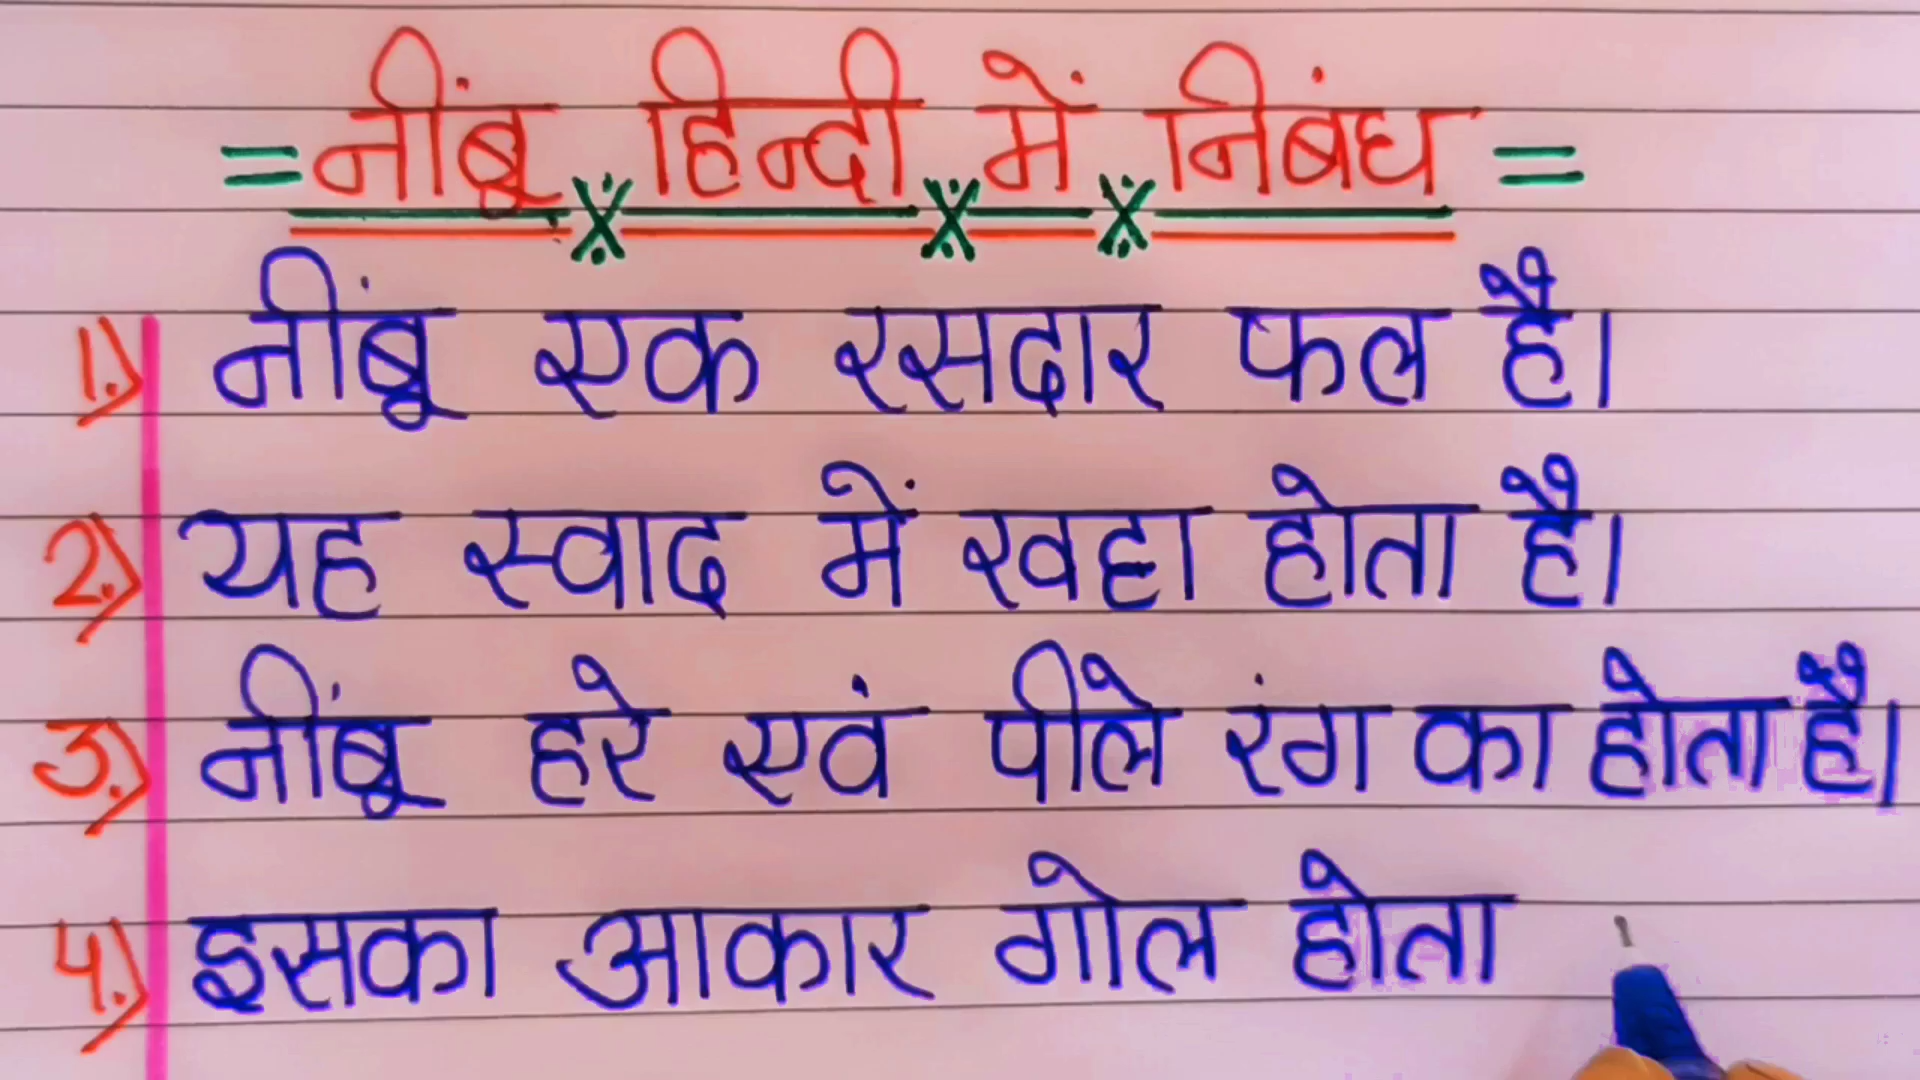 =नींबू हिन्दी में निबंध=
1.) नींबू एक रसदार फल है।
2.) यह स्वाद में खट्टा होता है।
3.) नींबू हरे एवं पीले रंग का होता है।
4.) इसका आकार गोल होता